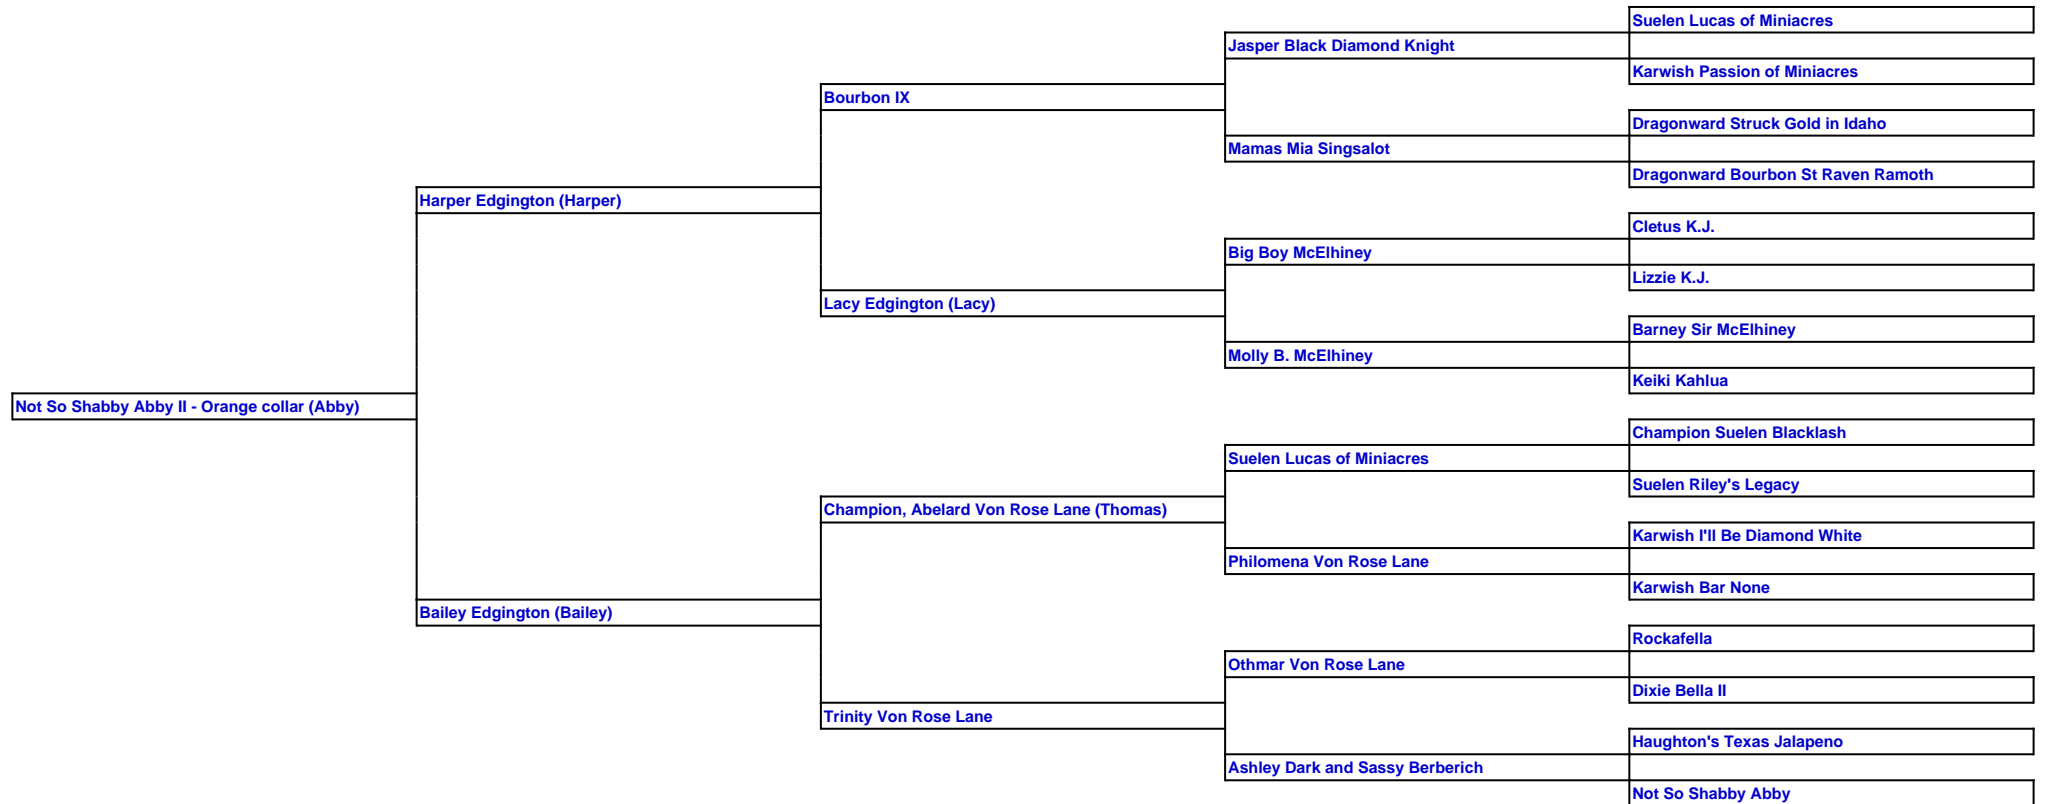 Suelen Lucas of Miniacres
Jasper Black Diamond Knight
Karwish Passion of Miniacres
Bourbon IX
Dragonward Struck Gold in Idaho
Mamas Mia Singsalot
Dragonward Bourbon St Raven Ramoth
Harper Edgington (Harper)
Cletus K.J.
Big Boy McElhiney
Lizzie K.J.
Lacy Edgington (Lacy)
Barney Sir McElhiney
Molly B. McElhiney
Keiki Kahlua
Not So Shabby Abby II - Orange collar (Abby)
Champion Suelen Blacklash
Suelen Lucas of Miniacres
Suelen Riley's Legacy
Champion, Abelard Von Rose Lane (Thomas)
Karwish I'll Be Diamond White
Philomena Von Rose Lane
Karwish Bar None
Bailey Edgington (Bailey)
Rockafella
Othmar Von Rose Lane
Dixie Bella II
Trinity Von Rose Lane
Haughton's Texas Jalapeno
Ashley Dark and Sassy Berberich
Not So Shabby Abby